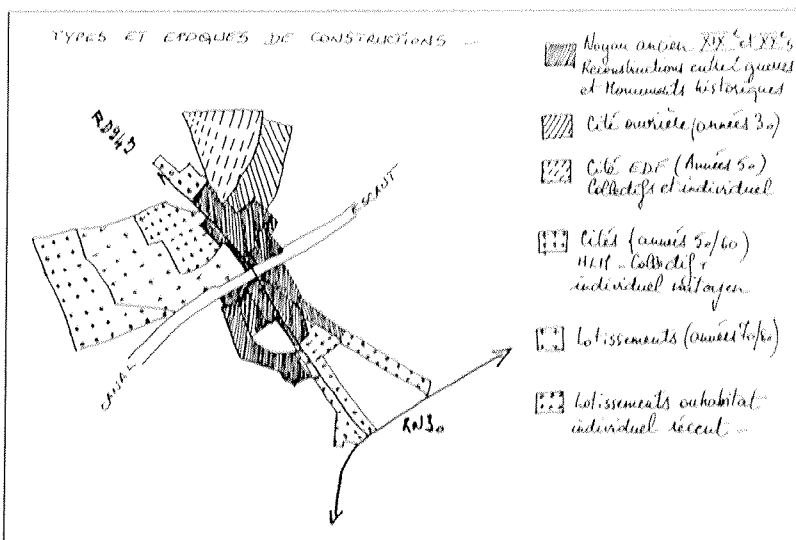 TYPES ET EPOQUES DE CONSTRUCTIONS -
Noyau ancien XIXe et XXes
Reconstructions entre 2 guerres
et Monuments historiques
Cité ouvrière (années 30)
Cité EDF (Années 50)
Collectifs et individuel
Cités (années 50/60)
HLM - Collectif +
individuel mitoyen
Lotissements (années 70/80)
Lotissements ou habitat
individuel récent -
RD943
ESCAUT
CANAL
RN30